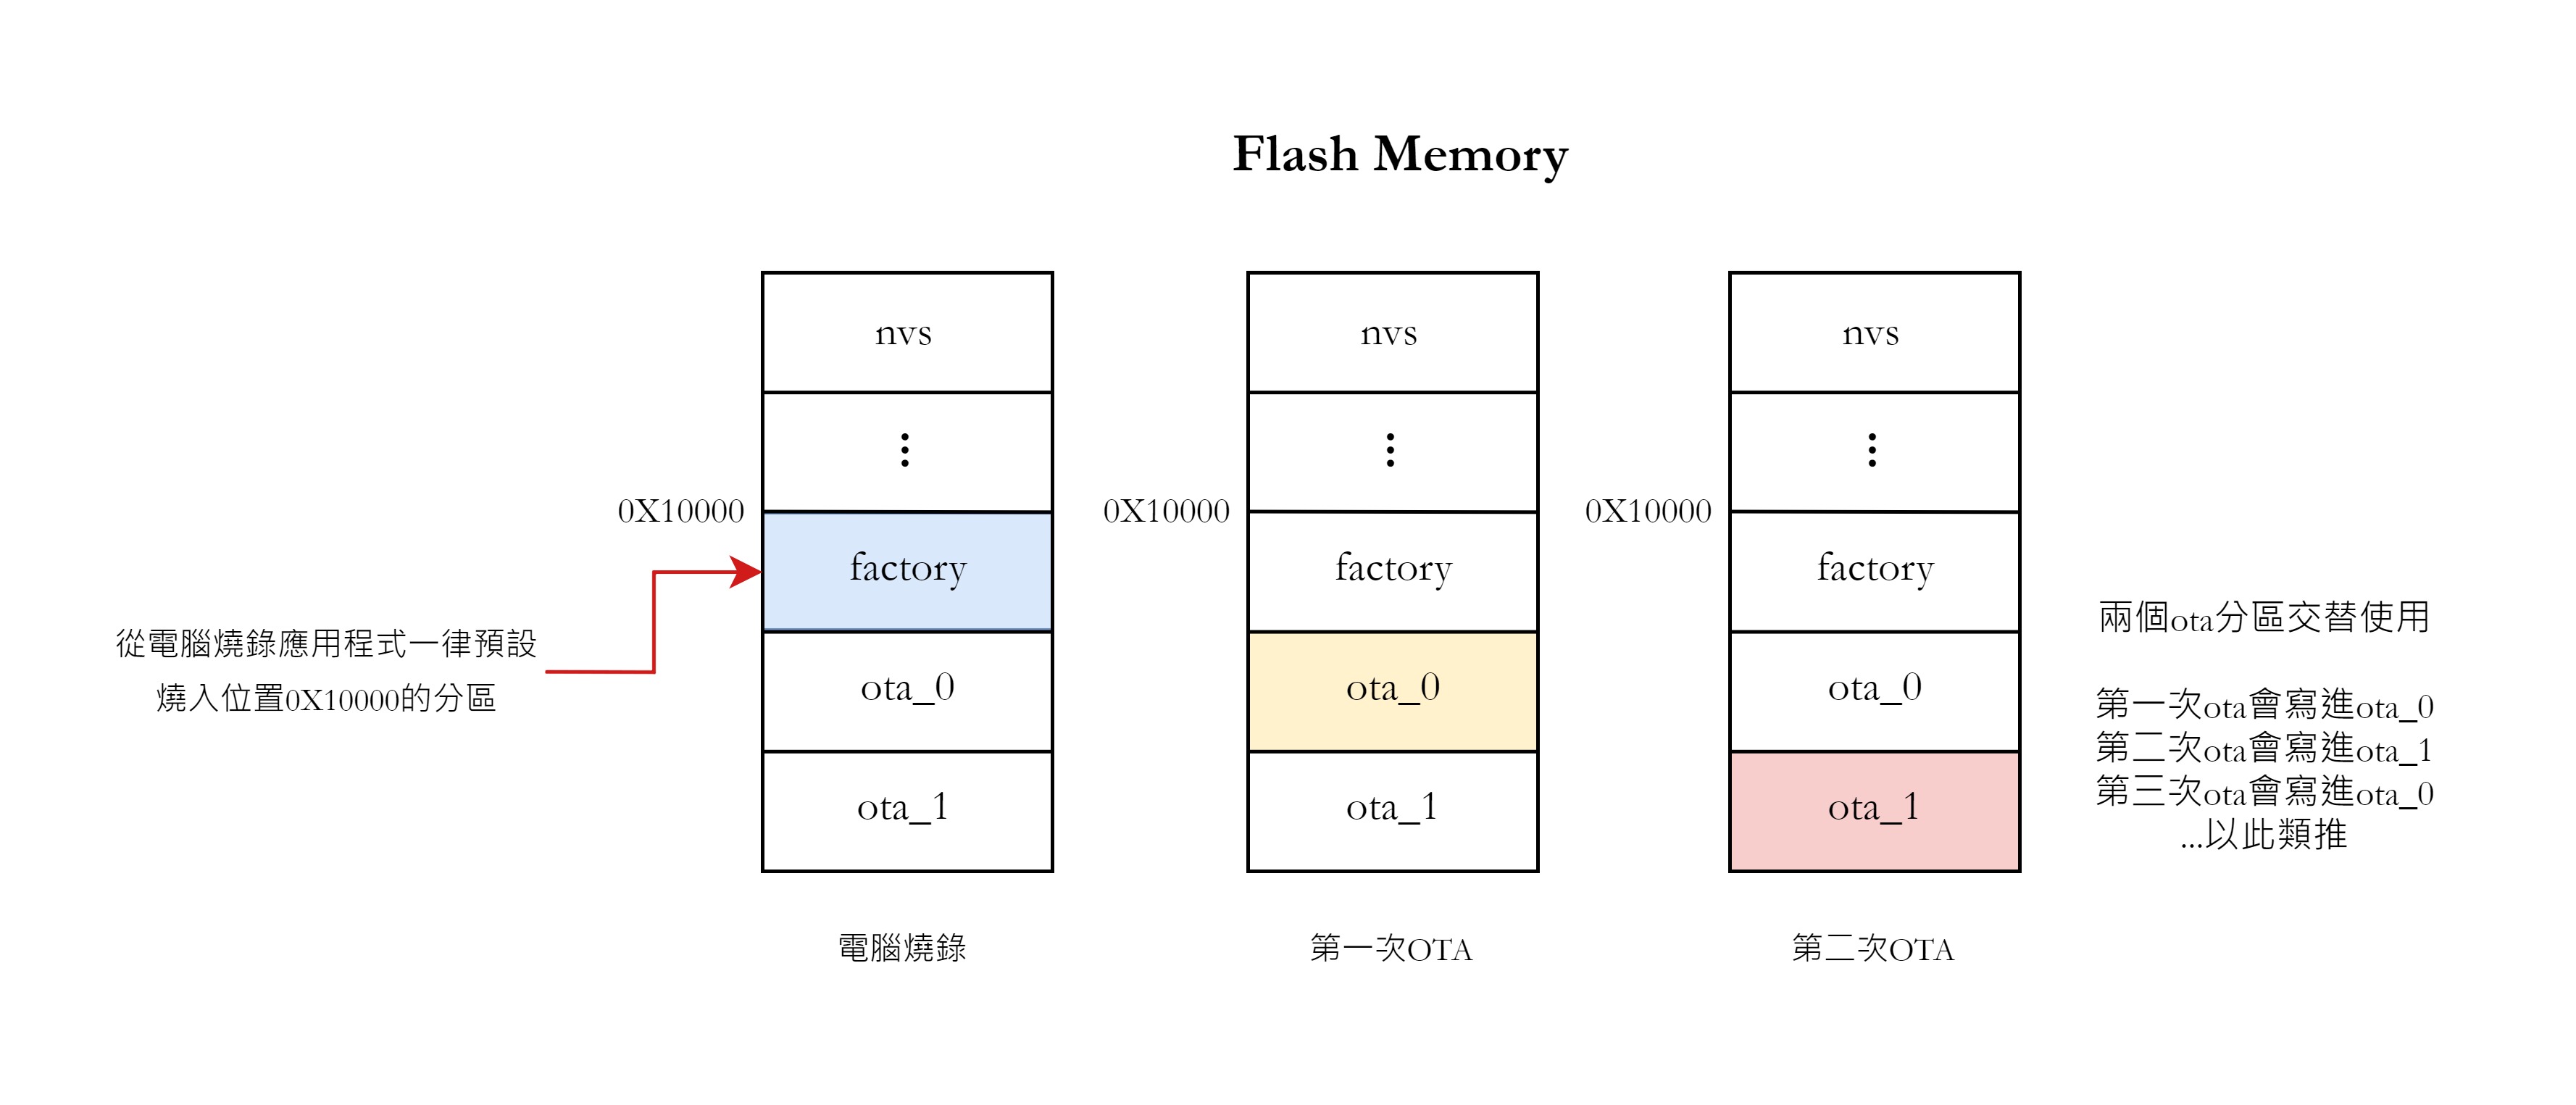 Flash Memory
nvs
⋮
0X10000
factory
ota_0
ota_1
電腦燒錄
從電腦燒錄應用程式一律預設
燒入位置0X10000的分區
nvs
⋮
0X10000
factory
ota_0
ota_1
第一次OTA
nvs
⋮
0X10000
factory
ota_0
ota_1
第二次OTA
兩個ota分區交替使用
第一次ota會寫進ota_0
第二次ota會寫進ota_1
第三次ota會寫進ota_0
...以此類推